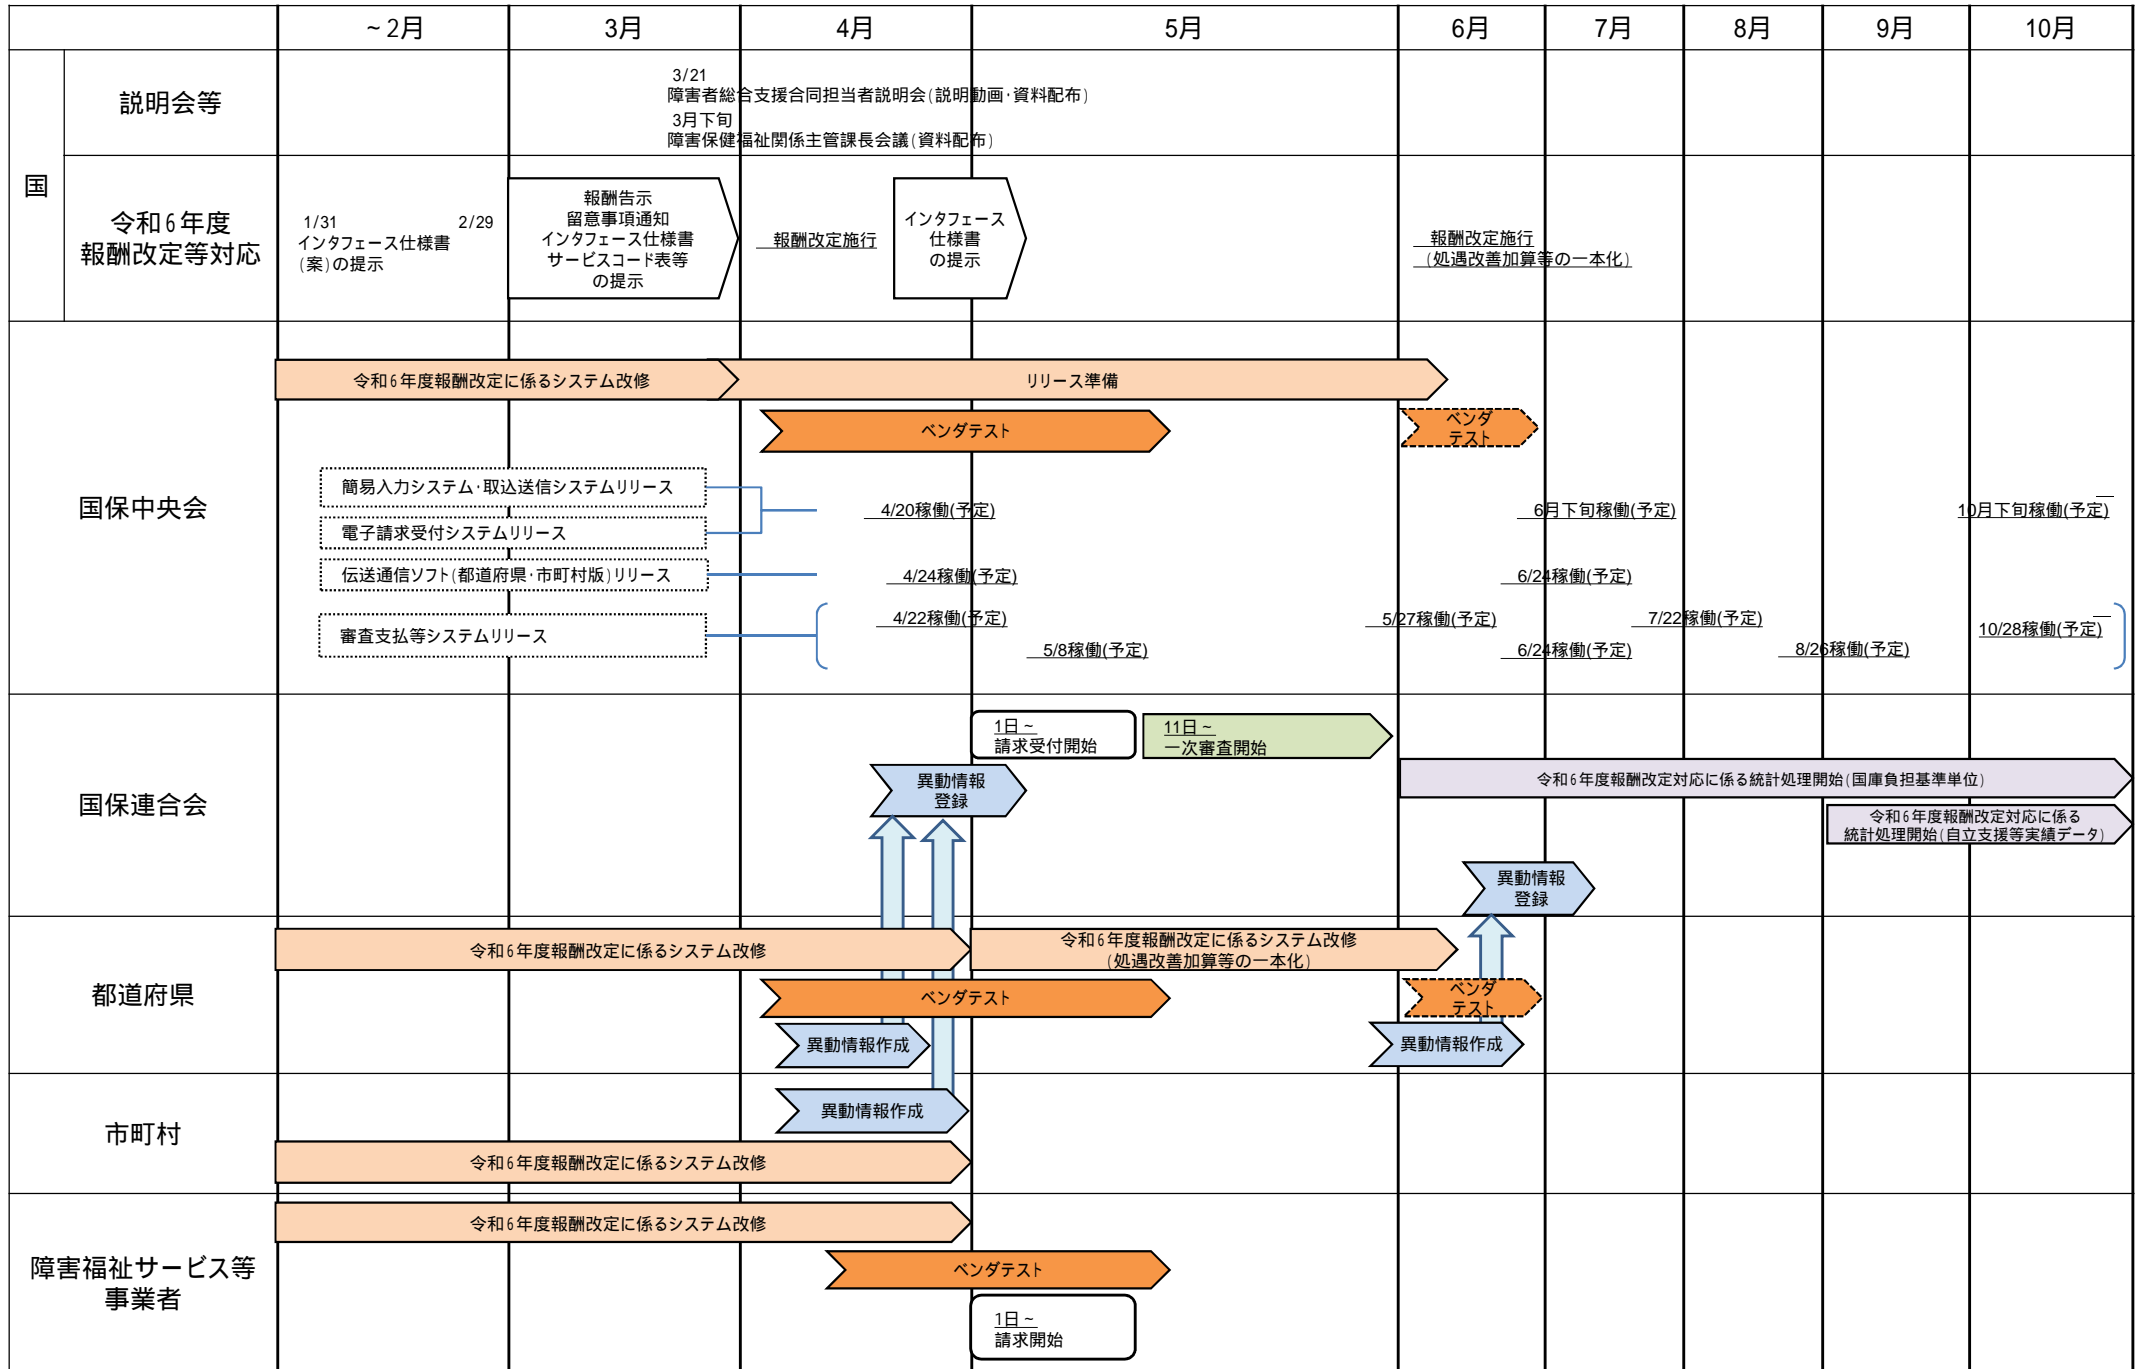 ~2月
3月
4月
5月
6月
7月
8月
9月
10月
国
説明会等
3/21
障害者総合支援合同担当者説明会(説明動画・資料配布)
3月下旬
障害保健福祉関係主管課長会議(資料配布)
令和6年度
報酬改定等対応
1/31
インタフェース仕様書
(案)の提示
2/29
報酬告示
留意事項通知
インタフェース仕様書
サービスコード表等
の提示
報酬改定施行
インタフェース
仕様書
の提示
報酬改定施行
(処遇改善加算等の一本化)
国保中央会
令和6年度報酬改定に係るシステム改修
リリース準備
ベンダテスト
ベンダ
テスト
簡易入力システム・取込送信システムリリース
電子請求受付システムリリース
4/20稼働(予定)
6月下旬稼働(予定)
10月下旬稼働(予定)
伝送通信ソフト(都道府県・市町村版)リリース
4/24稼働(予定)
6/24稼働(予定)
審査支払等システムリリース
4/22稼働(予定)
5/8稼働(予定)
5/27稼働(予定)
6/24稼働(予定)
7/22稼働(予定)
8/26稼働(予定)
10/28稼働(予定)
国保連合会
1日~
請求受付開始
11日~
一次審査開始
異動情報
登録
令和6年度報酬改定対応に係る統計処理開始(国庫負担基準単位)
令和6年度報酬改定対応に係る
統計処理開始(自立支援等実績データ)
異動情報
登録
都道府県
令和6年度報酬改定に係るシステム改修
令和6年度報酬改定に係るシステム改修
(処遇改善加算等の一本化)
ベンダテスト
ベンダ
テスト
異動情報作成
異動情報作成
市町村
異動情報作成
令和6年度報酬改定に係るシステム改修
障害福祉サービス等
事業者
令和6年度報酬改定に係るシステム改修
ベンダテスト
1日~
請求開始